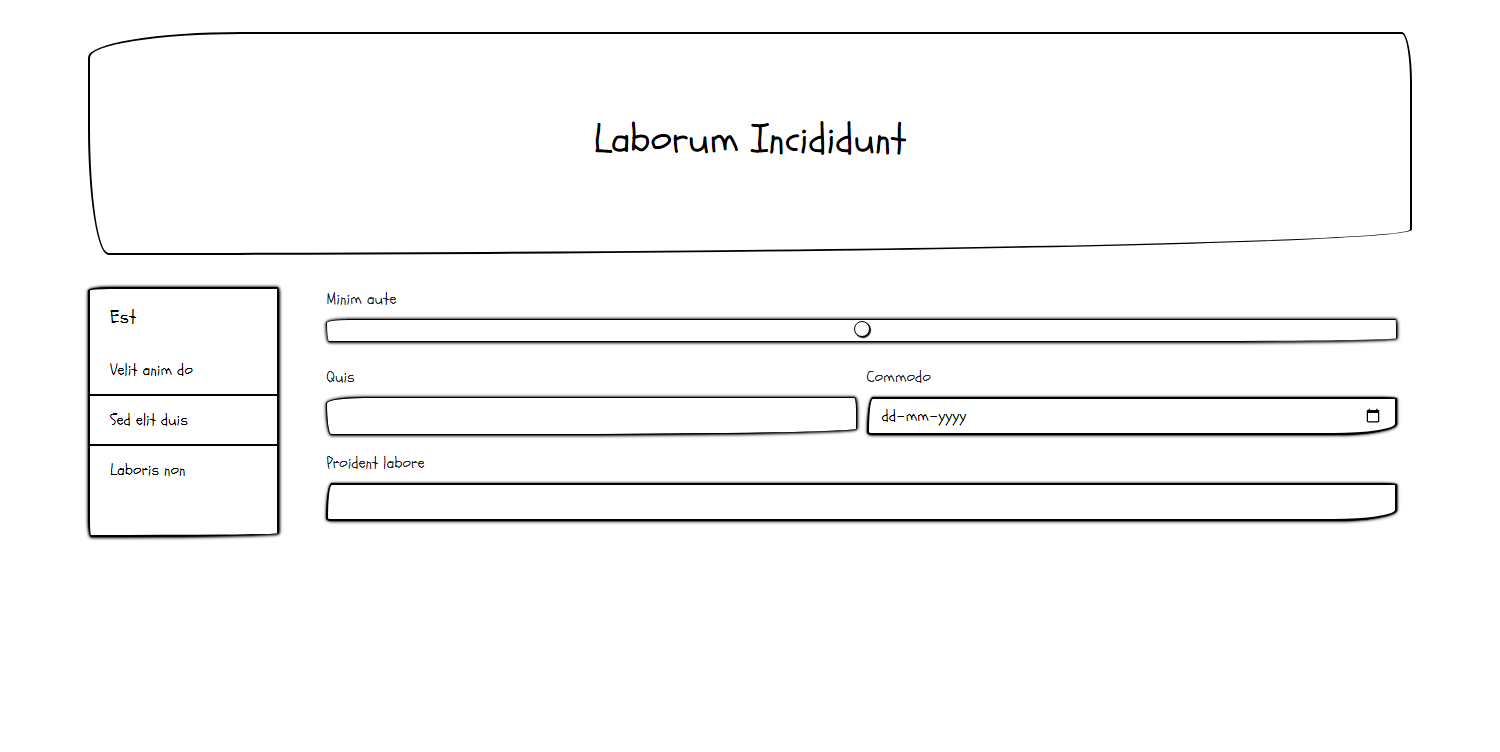 Laborum Incididunt
Est
Velit anim do
Sed elit duis
Laboris non
Minim aute
Quis
Commodo
dd-mm-yyyy
Proident labore